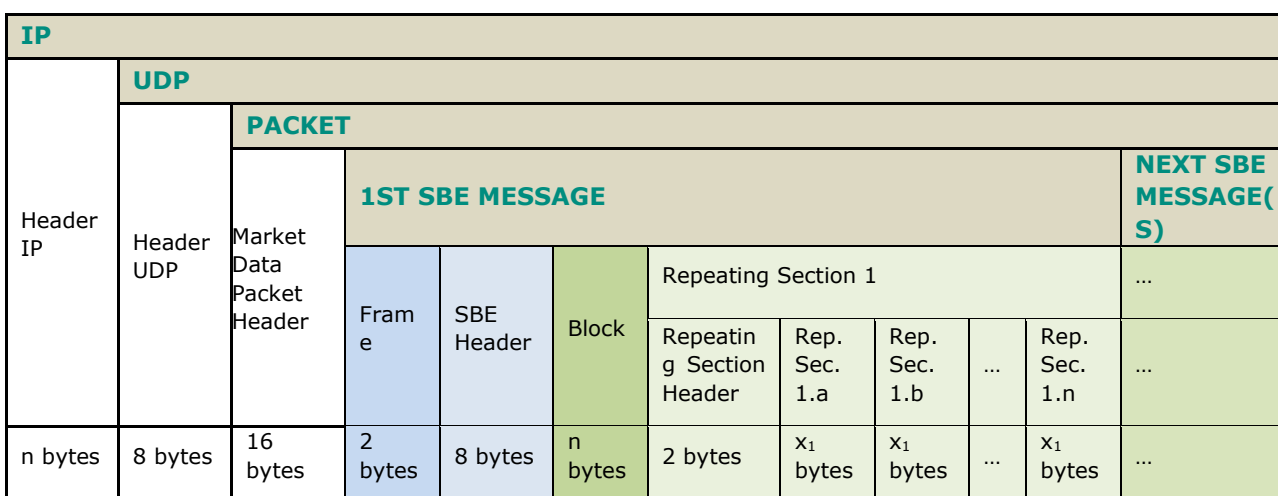 IP
UDP
PACKET
Header
IP
Header
UDP
Market
Data
Packet
Header
1ST SBE MESSAGE
NEXT SBE
MESSAGE(
S)
Fram
e
SBE
Header
Block
Repeating Section 1
…
Repeatin
g Section
Header
Rep.
Sec.
1.a
Rep.
Sec.
1.b
…
Rep.
Sec.
1.n
…
n bytes
8 bytes
16
bytes
2
bytes
8 bytes
n
bytes
2 bytes
x₁
bytes
x₁
bytes
…
x₁
bytes
…